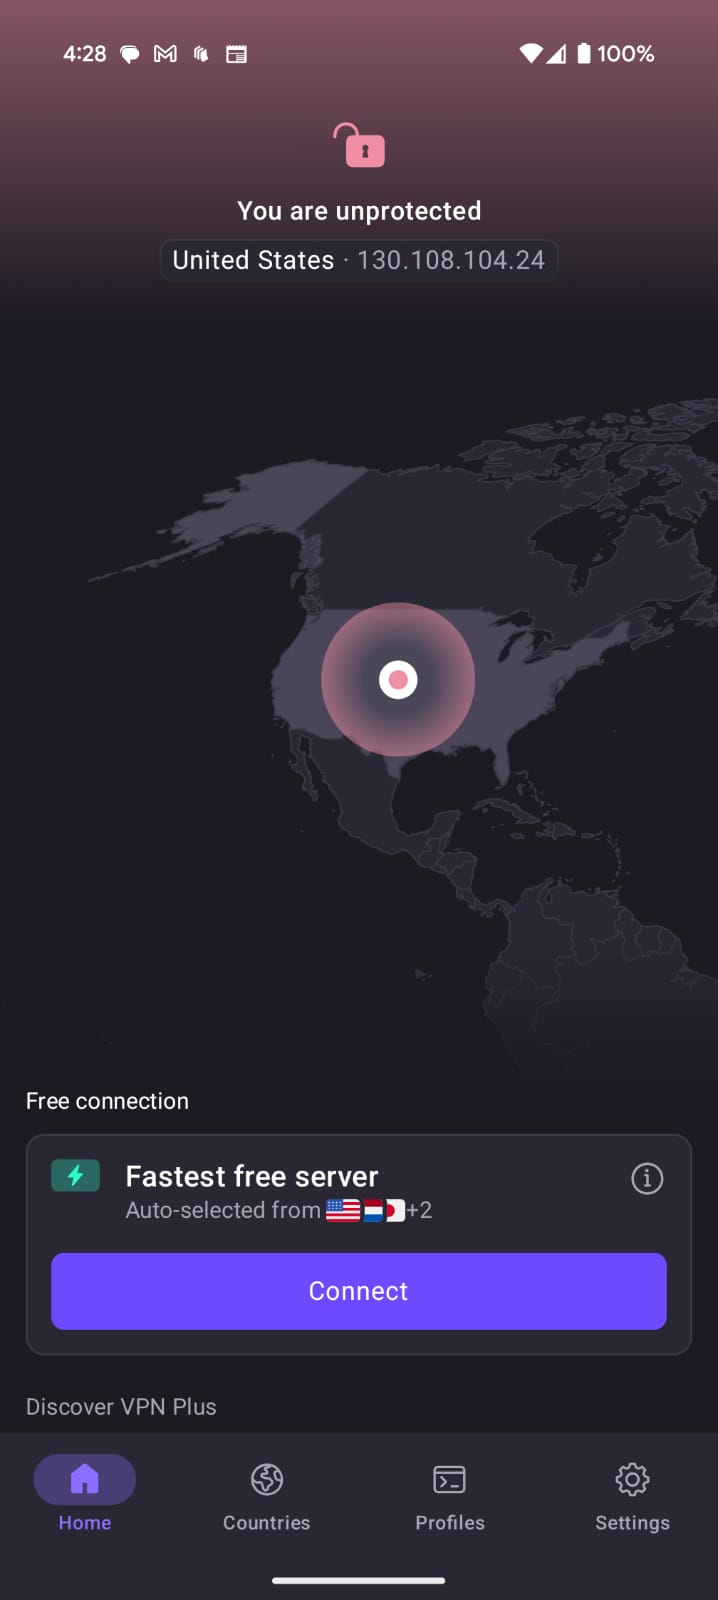 4:28 100%
You are unprotected
United States · 130.108.104.24
Free connection
Fastest free server
Auto-selected from +2
Connect
Discover VPN Plus
Home Countries Profiles Settings